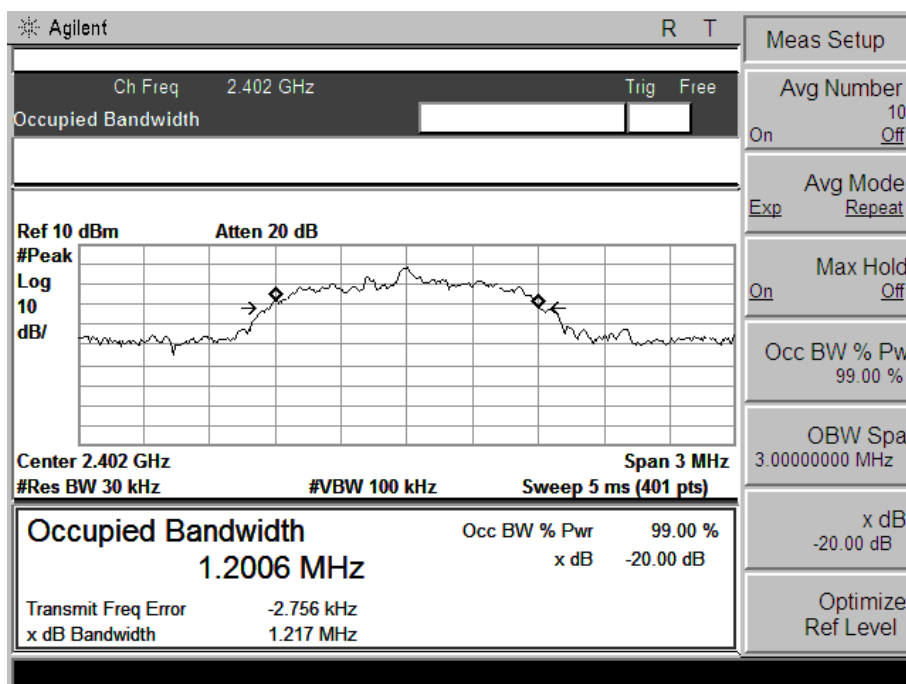 Agilent R T
Ch Freq 2.402 GHz Trig Free
Occupied Bandwidth
Ref 10 dBm Atten 20 dB
#Peak
Log
10
dB/
Center 2.402 GHz Span 3 MHz
#Res BW 30 kHz #VBW 100 kHz Sweep 5 ms (401 pts)
Occupied Bandwidth
1.2006 MHz
Occ BW % Pwr 99.00 %
x dB -20.00 dB
Transmit Freq Error -2.756 kHz
x dB Bandwidth 1.217 MHz
Meas Setup
Avg Number
10
On Off
Avg Mode
Exp Repeat
Max Hold
On Off
Occ BW % Pw
99.00 %
OBW Spa
3.00000000 MHz
x dB
-20.00 dB
Optimize
Ref Level